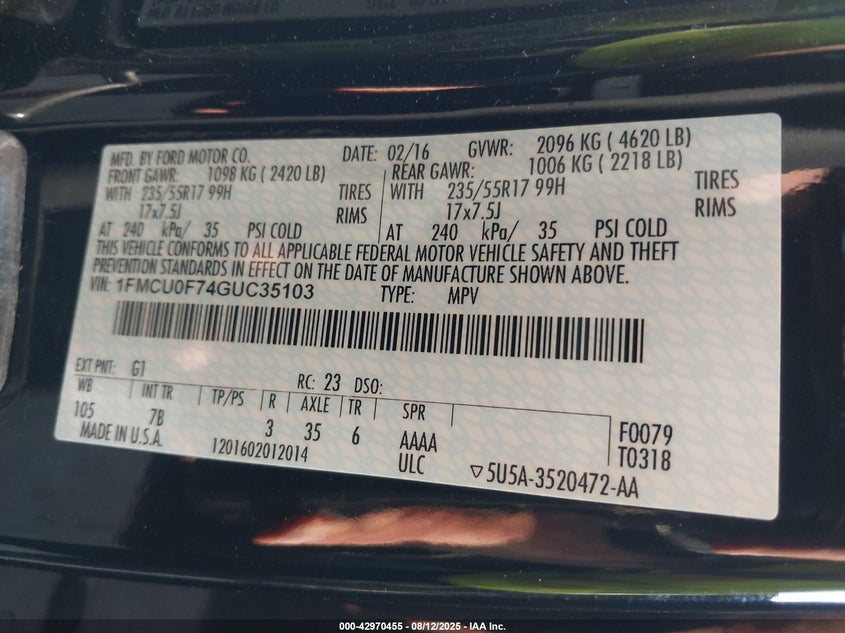 MFD. BY FORD MOTOR CO. DATE: 02/16 GVWR: 2096 KG ( 4620 LB)
FRONT GAWR: 1098 KG ( 2420 LB) REAR GAWR: 1006 KG ( 2218 LB)
WITH 235/55R17 99H TIRES WITH 235/55R17 99H TIRES
17x7.5J RIMS 17x7.5J RIMS
AT 240 kPa/ 35 PSI COLD AT 240 kPa/ 35 PSI COLD
THIS VEHICLE CONFORMS TO ALL APPLICABLE FEDERAL MOTOR VEHICLE SAFETY AND THEFT
PREVENTION STANDARDS IN EFFECT ON THE DATE OF MANUFACTURE SHOWN ABOVE.
VIN: 1FMCU0F74GUC35103 TYPE: MPV
EXT PNT: G1 RC: 23 DSO:
WB INT TR TP/PS R AXLE TR SPR
105 7B 3 35 6 AAAA F0079
MADE IN U.S.A. 1201602012014 ULC T0318
▽5U5A-3520472-AA
000-42970455 - 08/12/2025 - IAA Inc.